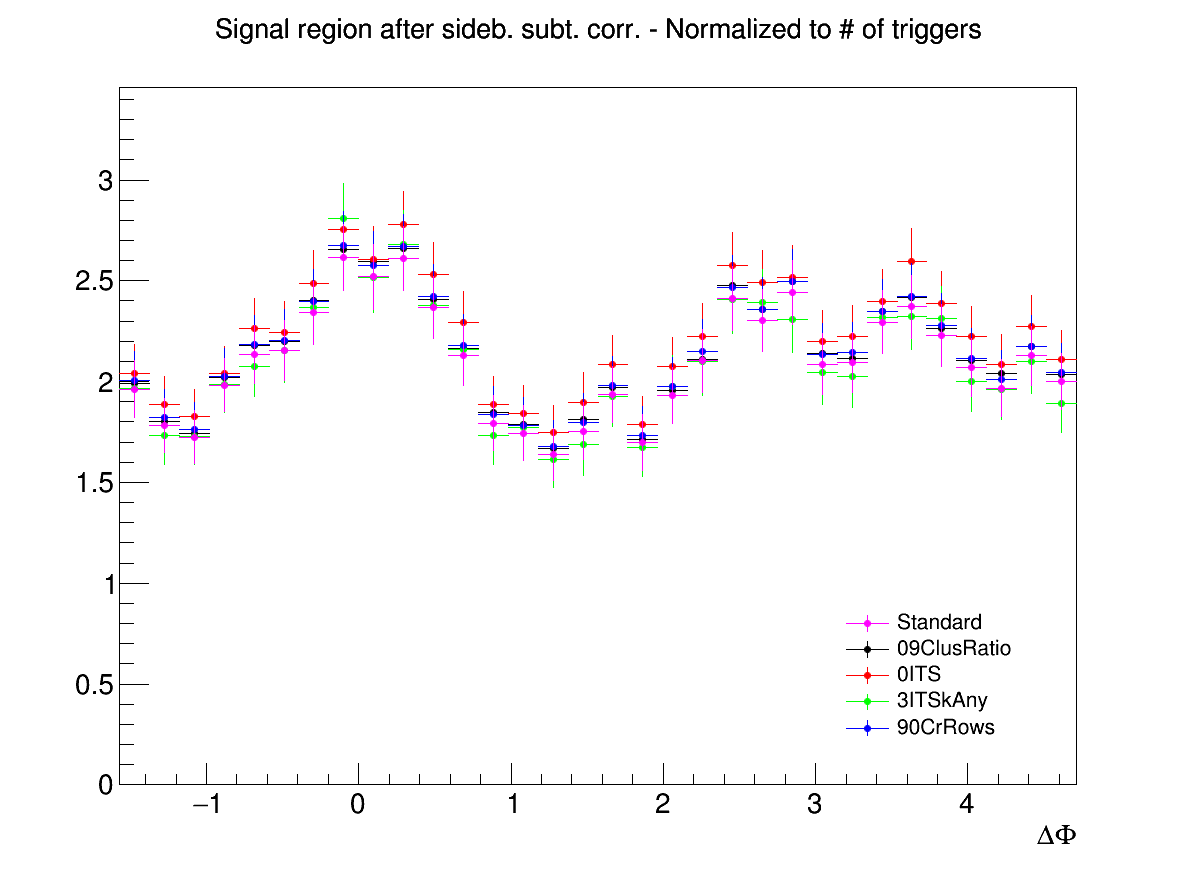 Signal region after sideb. subt. corr. - Normalized to # of triggers
3
2.5
2
1.5
1
0.5
0
−1
0
1
2
3
4
ΔΦ
Standard
09ClusRatio
0ITS
3ITSkAny
90CrRows